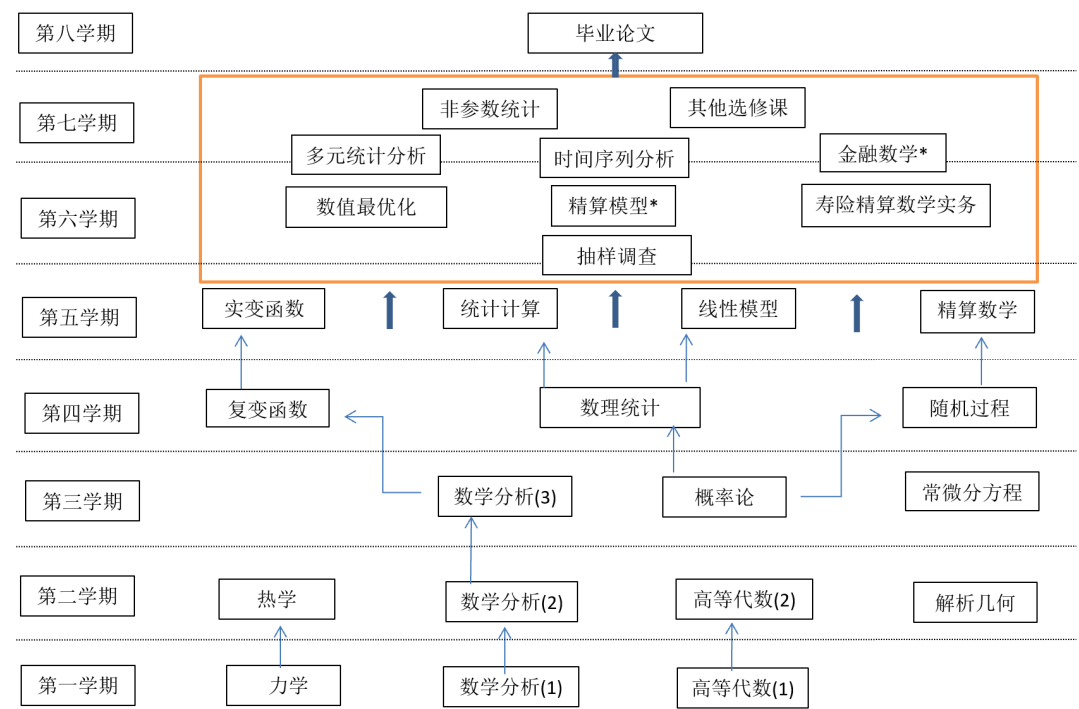 第八学期
毕业论文
第七学期
非参数统计
其他选修课
多元统计分析
时间序列分析
金融数学*
第六学期
数值最优化
精算模型*
寿险精算数学实务
抽样调查
第五学期
实变函数
统计计算
线性模型
精算数学
第四学期
复变函数
数理统计
随机过程
第三学期
数学分析(3)
概率论
常微分方程
第二学期
热学
数学分析(2)
高等代数(2)
解析几何
第一学期
力学
数学分析(1)
高等代数(1)